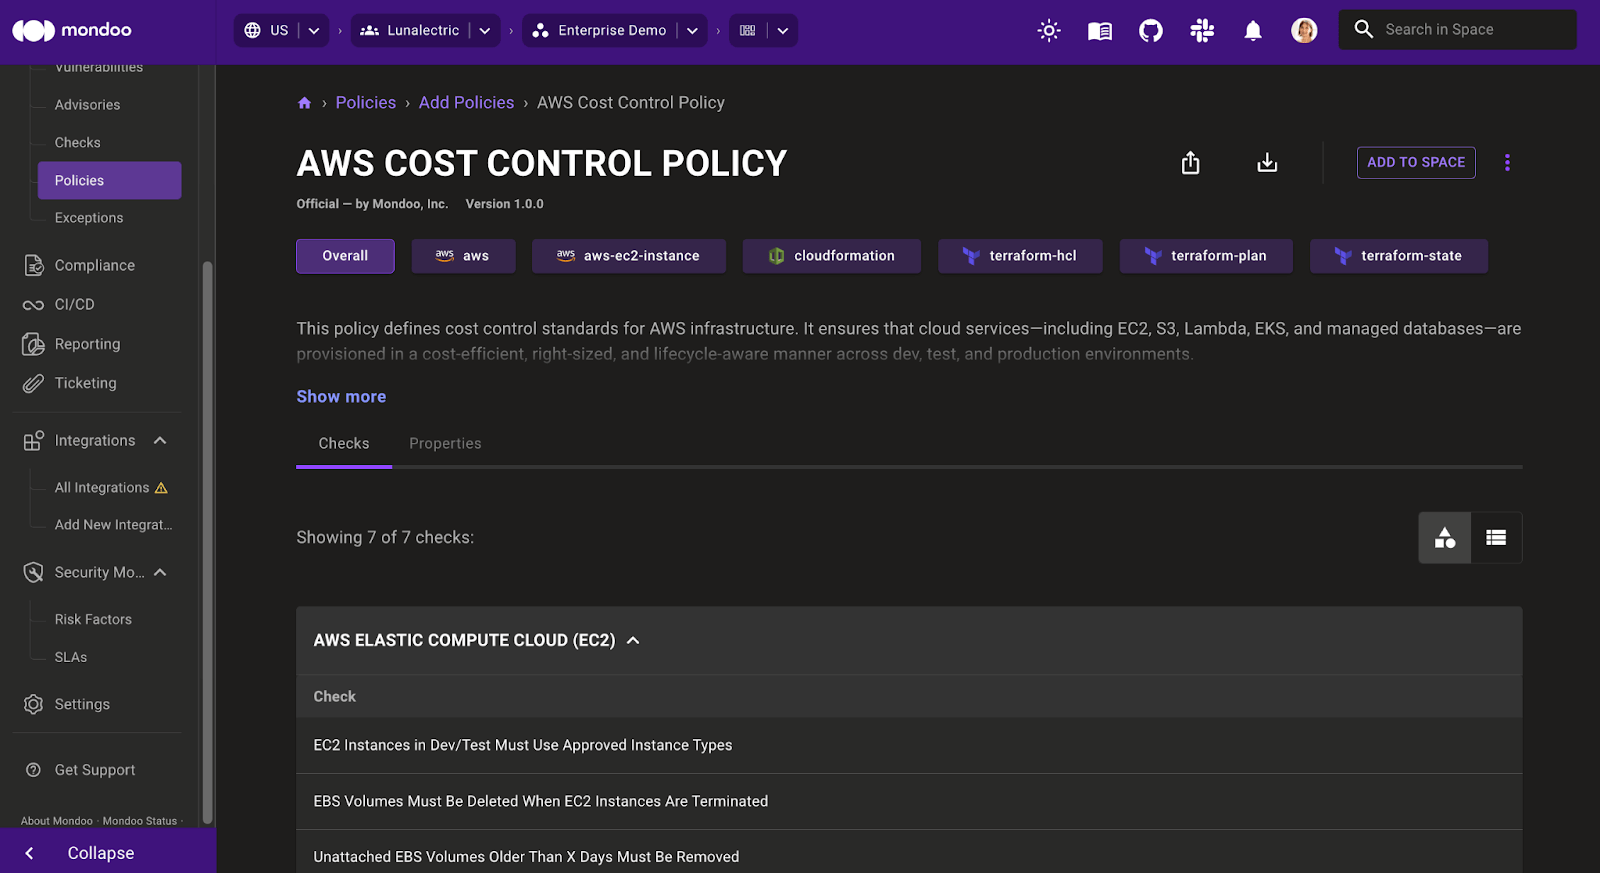 mondoo
US
Lunalectric
Enterprise Demo
Search in Space
Vulnerabilities
Advisories
Checks
Policies
Exceptions
Compliance
CI/CD
Reporting
Ticketing
Integrations
All Integrations
Add New Integrat...
Security Mo...
Risk Factors
SLAs
Settings
Get Support
About Mondoo · Mondoo Status ·
Collapse
› Policies › Add Policies › AWS Cost Control Policy
AWS COST CONTROL POLICY
ADD TO SPACE
Official — by Mondoo, Inc. Version 1.0.0
Overall
aws aws
aws aws-ec2-instance
cloudformation
terraform-hcl
terraform-plan
terraform-state
This policy defines cost control standards for AWS infrastructure. It ensures that cloud services—including EC2, S3, Lambda, EKS, and managed databases—are
provisioned in a cost-efficient, right-sized, and lifecycle-aware manner across dev, test, and production environments.
Show more
Checks Properties
Showing 7 of 7 checks:
AWS ELASTIC COMPUTE CLOUD (EC2)
Check
EC2 Instances in Dev/Test Must Use Approved Instance Types
EBS Volumes Must Be Deleted When EC2 Instances Are Terminated
Unattached EBS Volumes Older Than X Days Must Be Removed